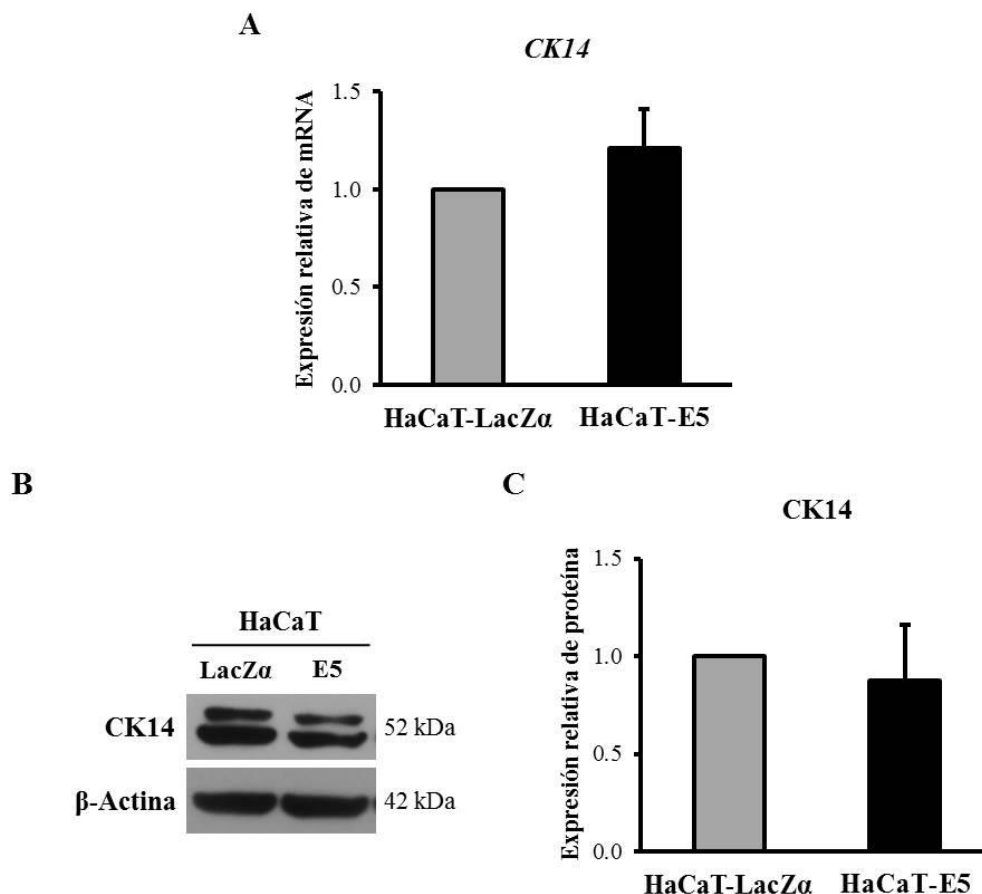 A
CK14
Expresión relativa de mRNA
1.5
1.0
0.5
0.0
HaCaT-LacZα
HaCaT-E5
B
HaCaT
LacZα
E5
CK14
52 kDa
β-Actina
42 kDa
C
CK14
Expresión relativa de proteína
1.5
1.0
0.5
0.0
HaCaT-LacZα
HaCaT-E5